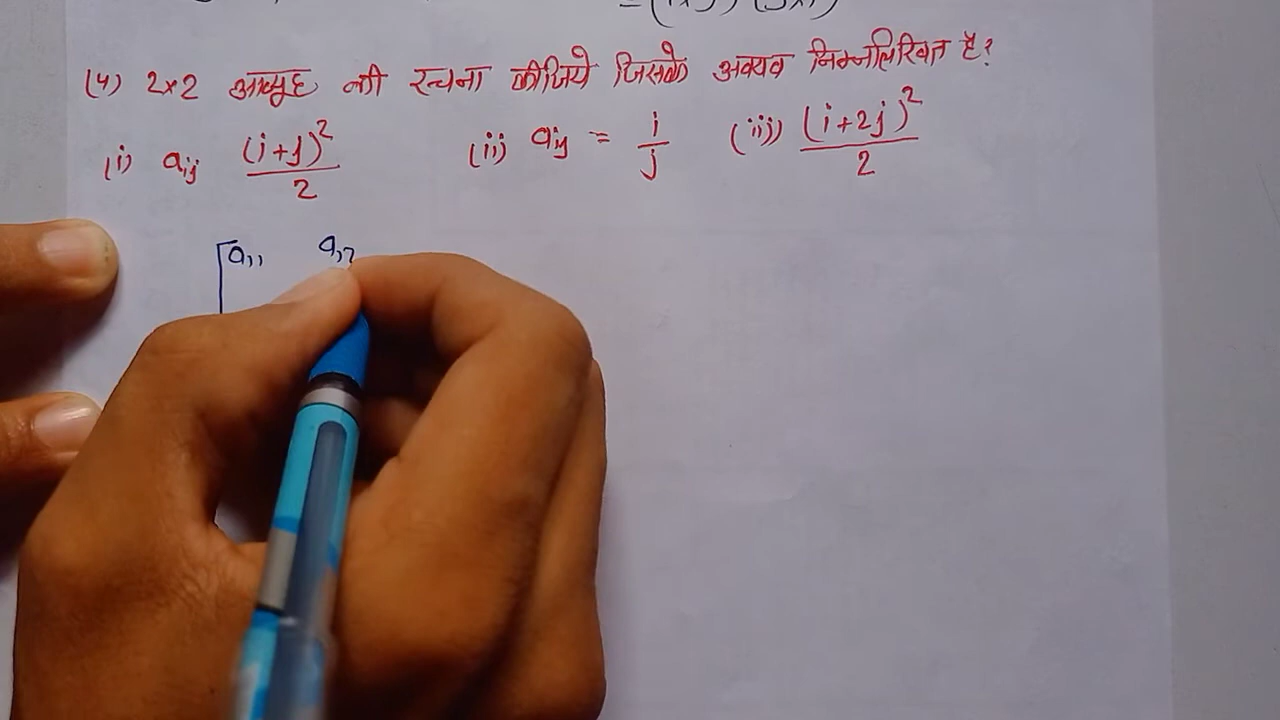 (4) 2×2 आव्यूह की रचना कीजिये जिसके अवयव निम्नलिखित है?
(i) aij (i+j)²/2 (ii) aij = i/j (iii) (i+2j)²/2
[a11 a12